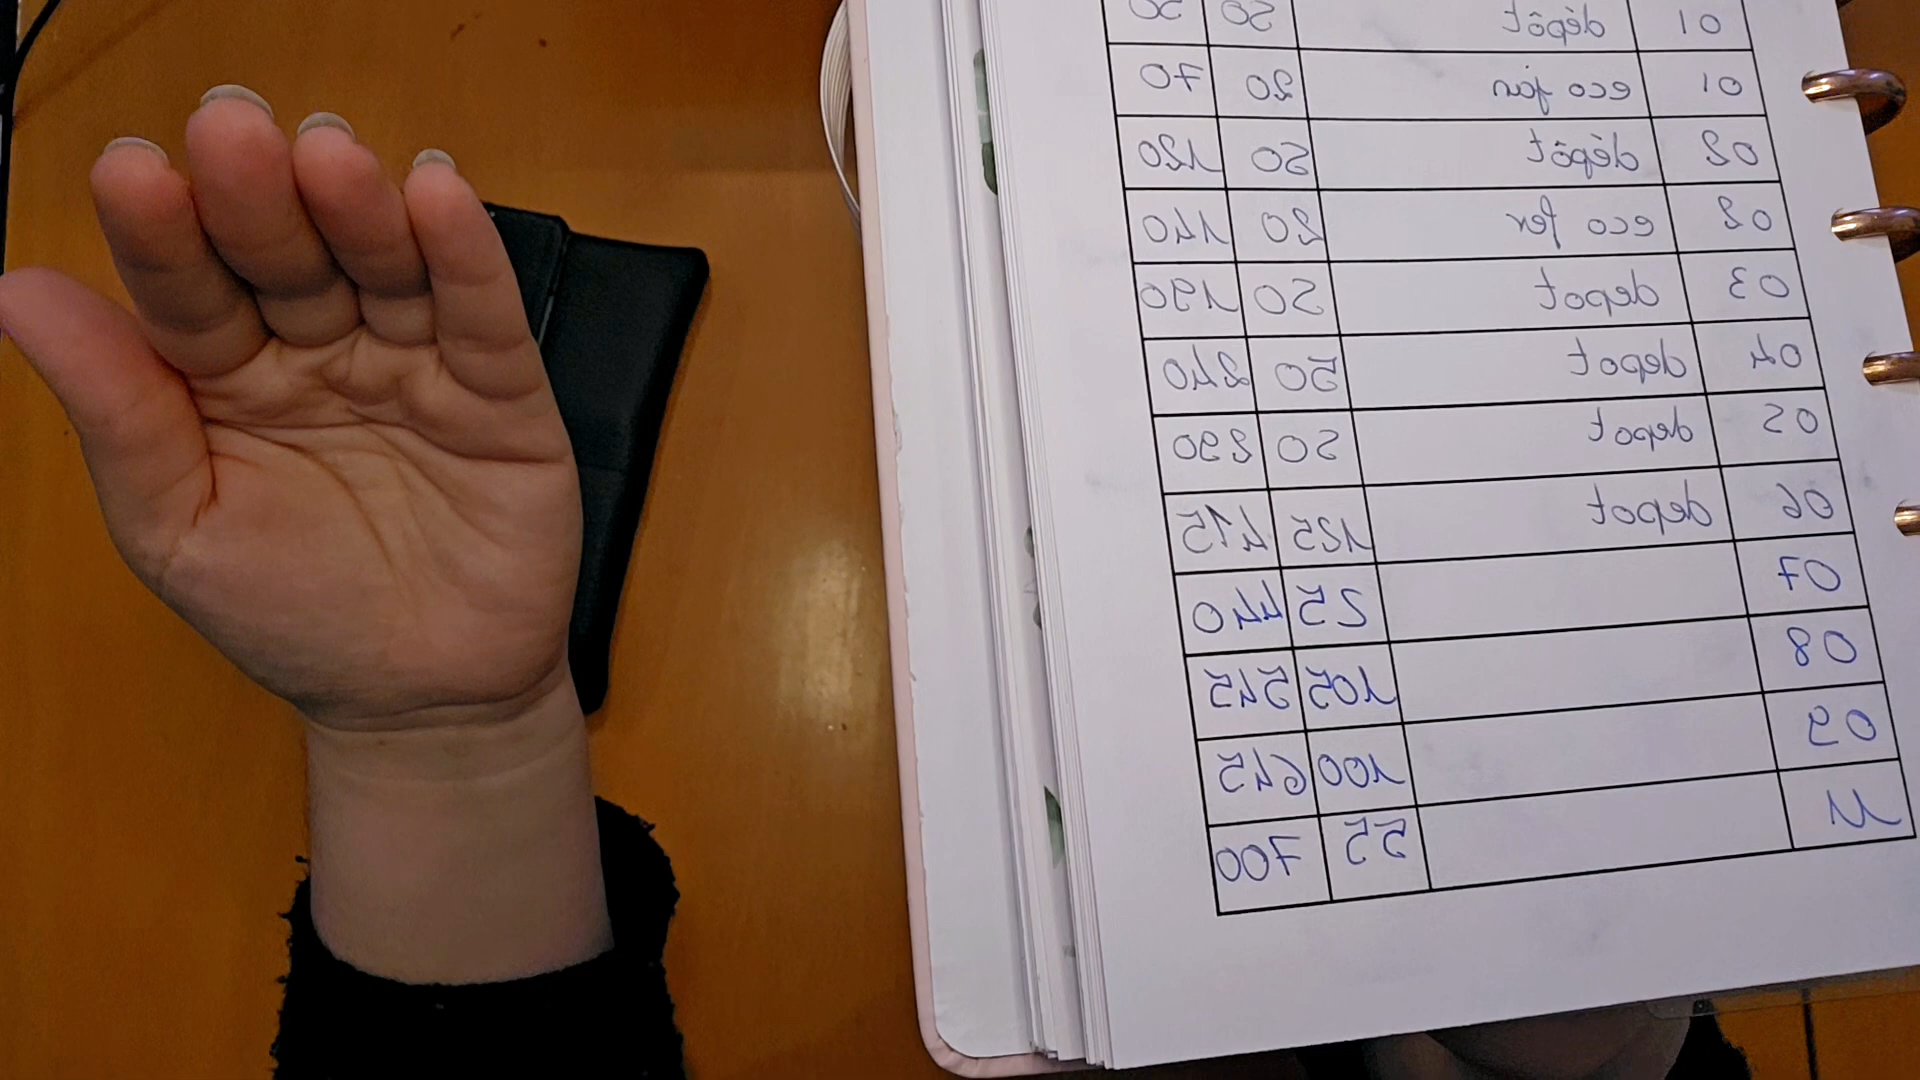 01 dépôt 50 50
01 eco jan 20 70
02 dépôt 50 120
02 eco fev 20 140
03 depot 50 190
04 depot 50 240
05 depot 50 290
06 depot 125 415
07 25 440
08 105 545
09 100 645
11 55 700